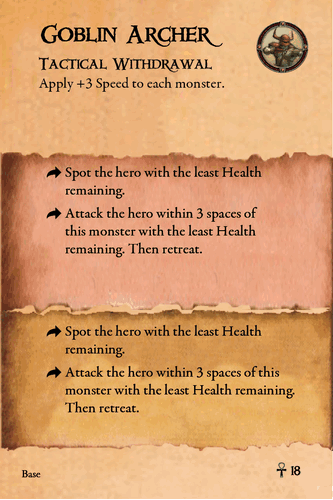 Goblin Archer
Tactical Withdrawal
Apply +3 Speed to each monster.
Spot the hero with the least Health
remaining.
Attack the hero within 3 spaces of
this monster with the least Health
remaining. Then retreat.
Spot the hero with the least Health
remaining.
Attack the hero within 3 spaces of this
monster with the least Health remaining.
Then retreat.
Base
18